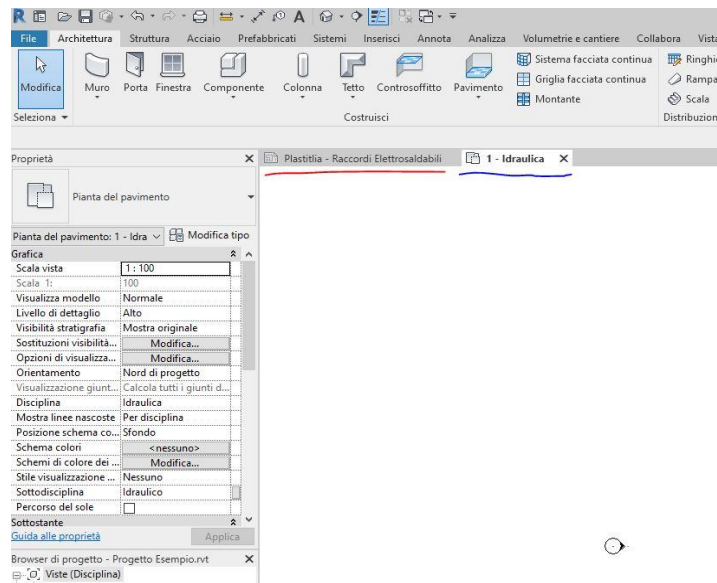 File Architettura Struttura Acciaio Prefabbricati Sistemi Inserisci Annota Analizza Volumetrie e cantiere Collabora Vista
Modifica Muro Porta Finestra Componente Colonna Tetto Controsoffitto Pavimento
Sistema facciata continua
Griglia facciata continua
Montante
Ringhie
Rampa
Scala
Seleziona Costruisci Distribuzion
Proprietà Plastitlia - Raccordi Elettrosaldabili 1 - Idraulica
Pianta del pavimento
Pianta del pavimento: 1 - Idra Modifica tipo
Grafica
Scala vista 1 : 100
Scala 1: 100
Visualizza modello Normale
Livello di dettaglio Alto
Visibilità stratigrafia Mostra originale
Sostituzioni visibilità... Modifica...
Opzioni di visualizza... Modifica...
Orientamento Nord di progetto
Visualizzazione giunt... Calcola tutti i giunti d...
Disciplina Idraulica
Mostra linee nascoste Per disciplina
Posizione schema co... Sfondo
Schema colori <nessuno>
Schemi di colore dei ... Modifica...
Stile visualizzazione ... Nessuno
Sottodisciplina Idraulico
Percorso del sole
Sottostante
Guida alle proprietà Applica
Browser di progetto - Progetto Esempio.rvt
Viste (Disciplina)